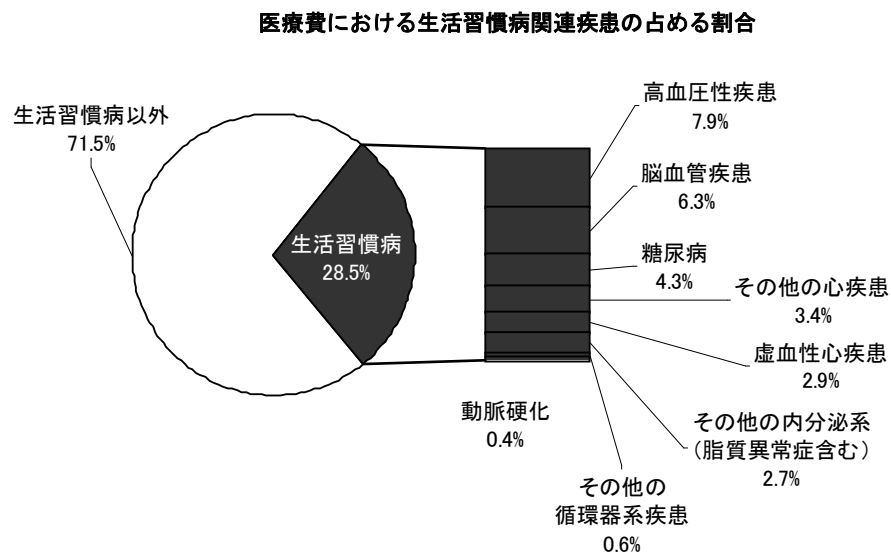 医療費における生活習慣病関連疾患の占める割合
生活習慣病以外
71.5%
生活習慣病
28.5%
高血圧性疾患
7.9%
脳血管疾患
6.3%
糖尿病
4.3%
その他の心疾患
3.4%
虚血性心疾患
2.9%
その他の内分泌系
(脂質異常症含む)
2.7%
その他の
循環器系疾患
0.6%
動脈硬化
0.4%